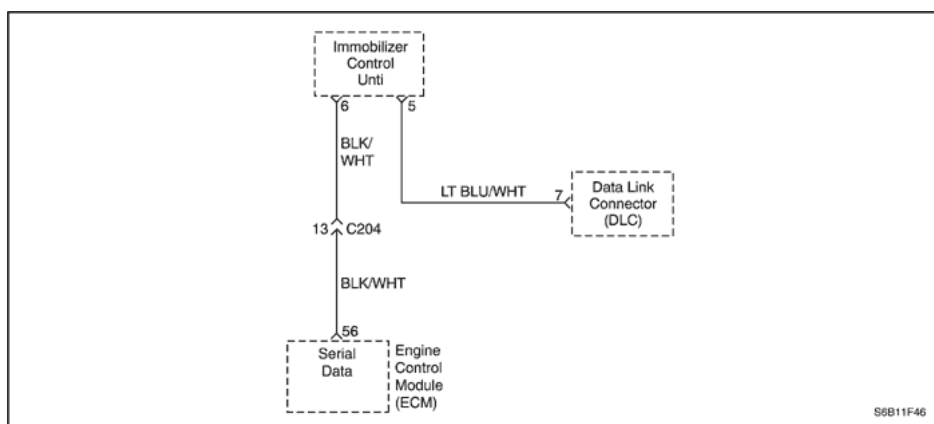 Immobilizer
Control
Unti
6
5
BLK/
WHT
LT BLU/WHT
7
Data Link
Connector
(DLC)
13
C204
BLK/WHT
56
Serial
Data
Engine
Control
Module
(ECM)
S6B11F46